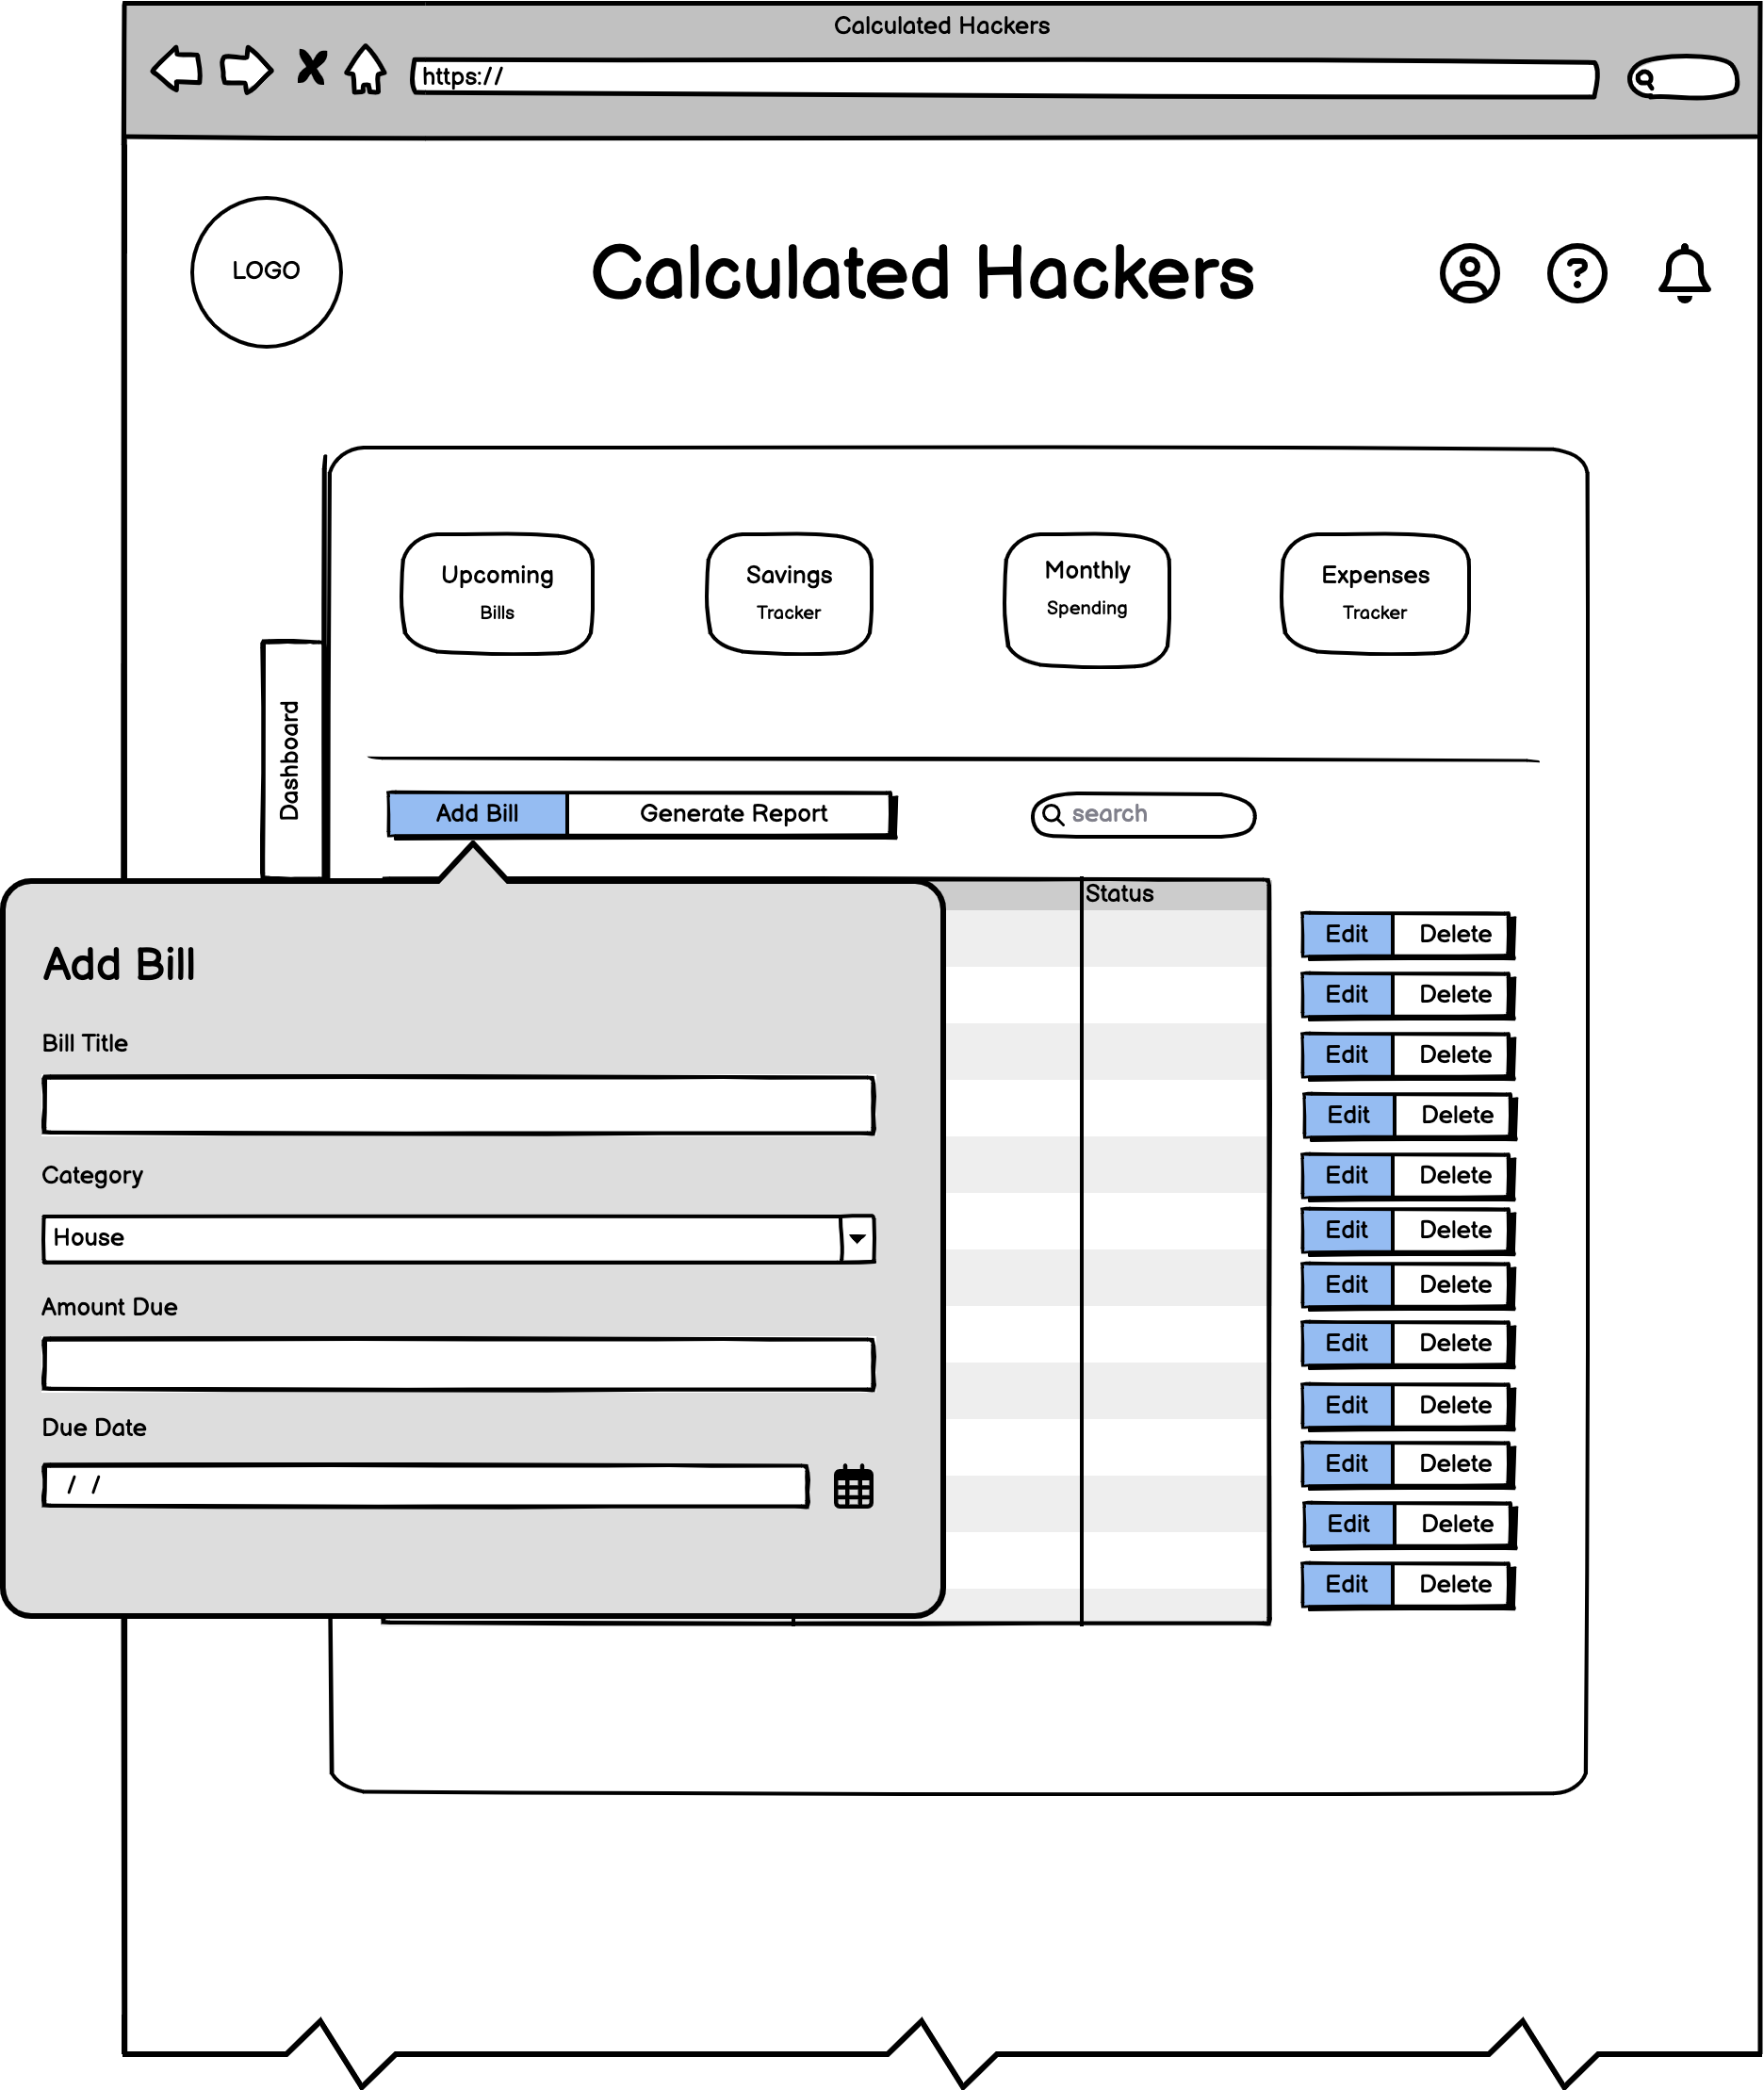 Calculated Hackers
https://
LOGO
Calculated Hackers
Upcoming
Bills
Savings
Tracker
Monthly
Spending
Expenses
Tracker
Dashboard
Add Bill
Generate Report
search
Status
Add Bill
Bill Title
Category
House
Amount Due
Due Date
/ /
Edit Delete
Edit Delete
Edit Delete
Edit Delete
Edit Delete
Edit Delete
Edit Delete
Edit Delete
Edit Delete
Edit Delete
Edit Delete
Edit Delete